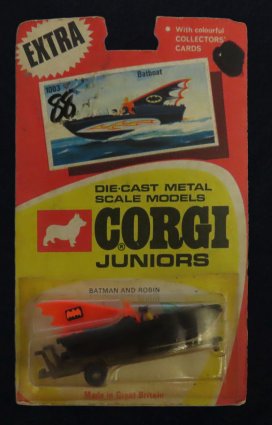 EXTRA
• With colourful
COLLECTORS'
CARDS
1003
Batboat
88
DIE-CAST METAL
SCALE MODELS
CORGI
®
JUNIORS
BATMAN AND ROBIN
Made in Great Britain